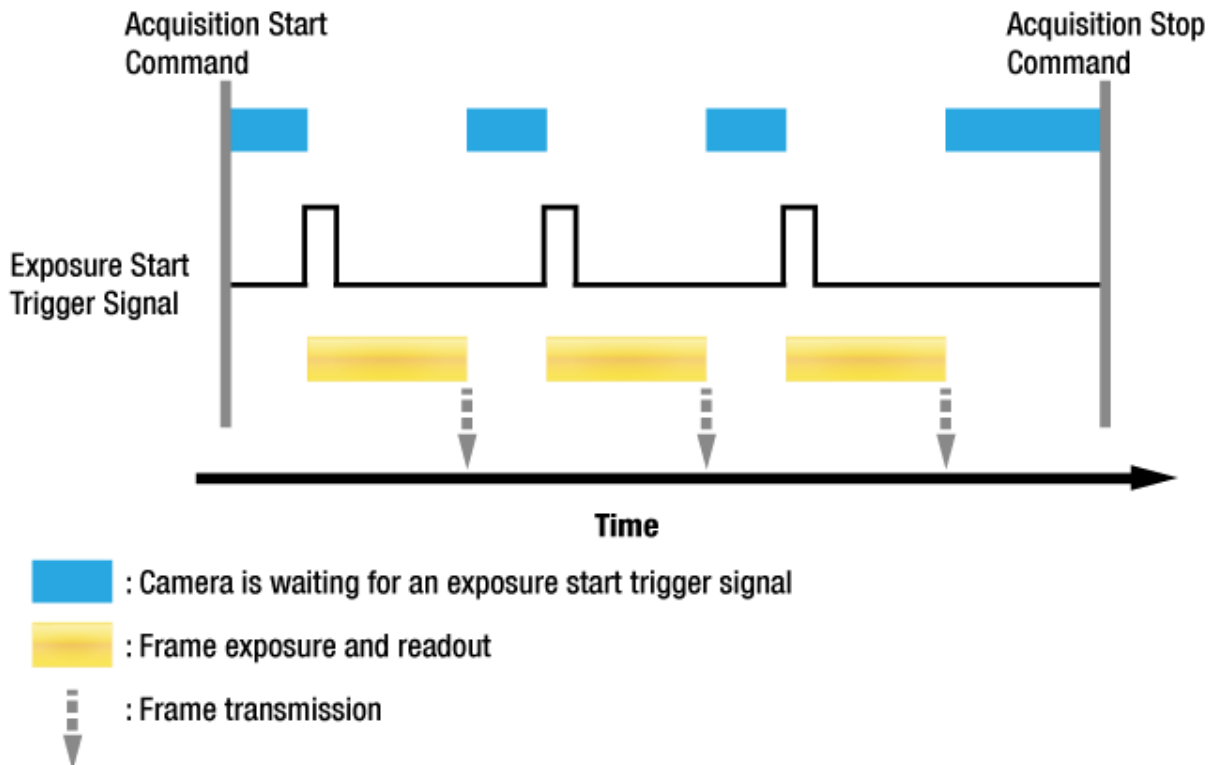 Acquisition Start
Command
Acquisition Stop
Command
Exposure Start
Trigger Signal
Time
: Camera is waiting for an exposure start trigger signal
: Frame exposure and readout
: Frame transmission